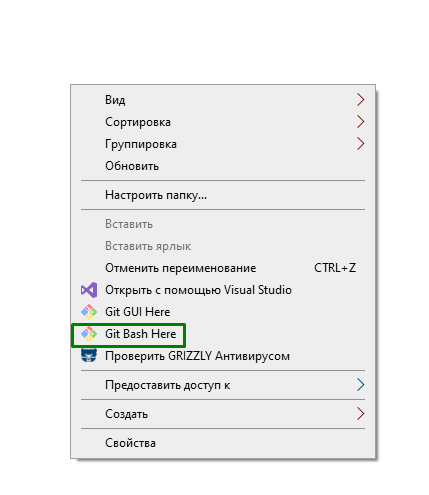 Вид
Сортировка
Группировка
Обновить
Настроить папку...
Вставить
Вставить ярлык
Отменить переименование CTRL+Z
Открыть с помощью Visual Studio
Git GUI Here
Git Bash Here
Проверить GRIZZLY Антивирусом
Предоставить доступ к
Создать
Свойства